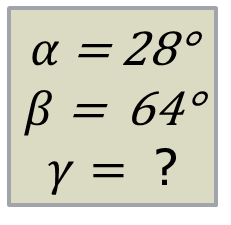 α = 28°
β = 64°
γ = ?